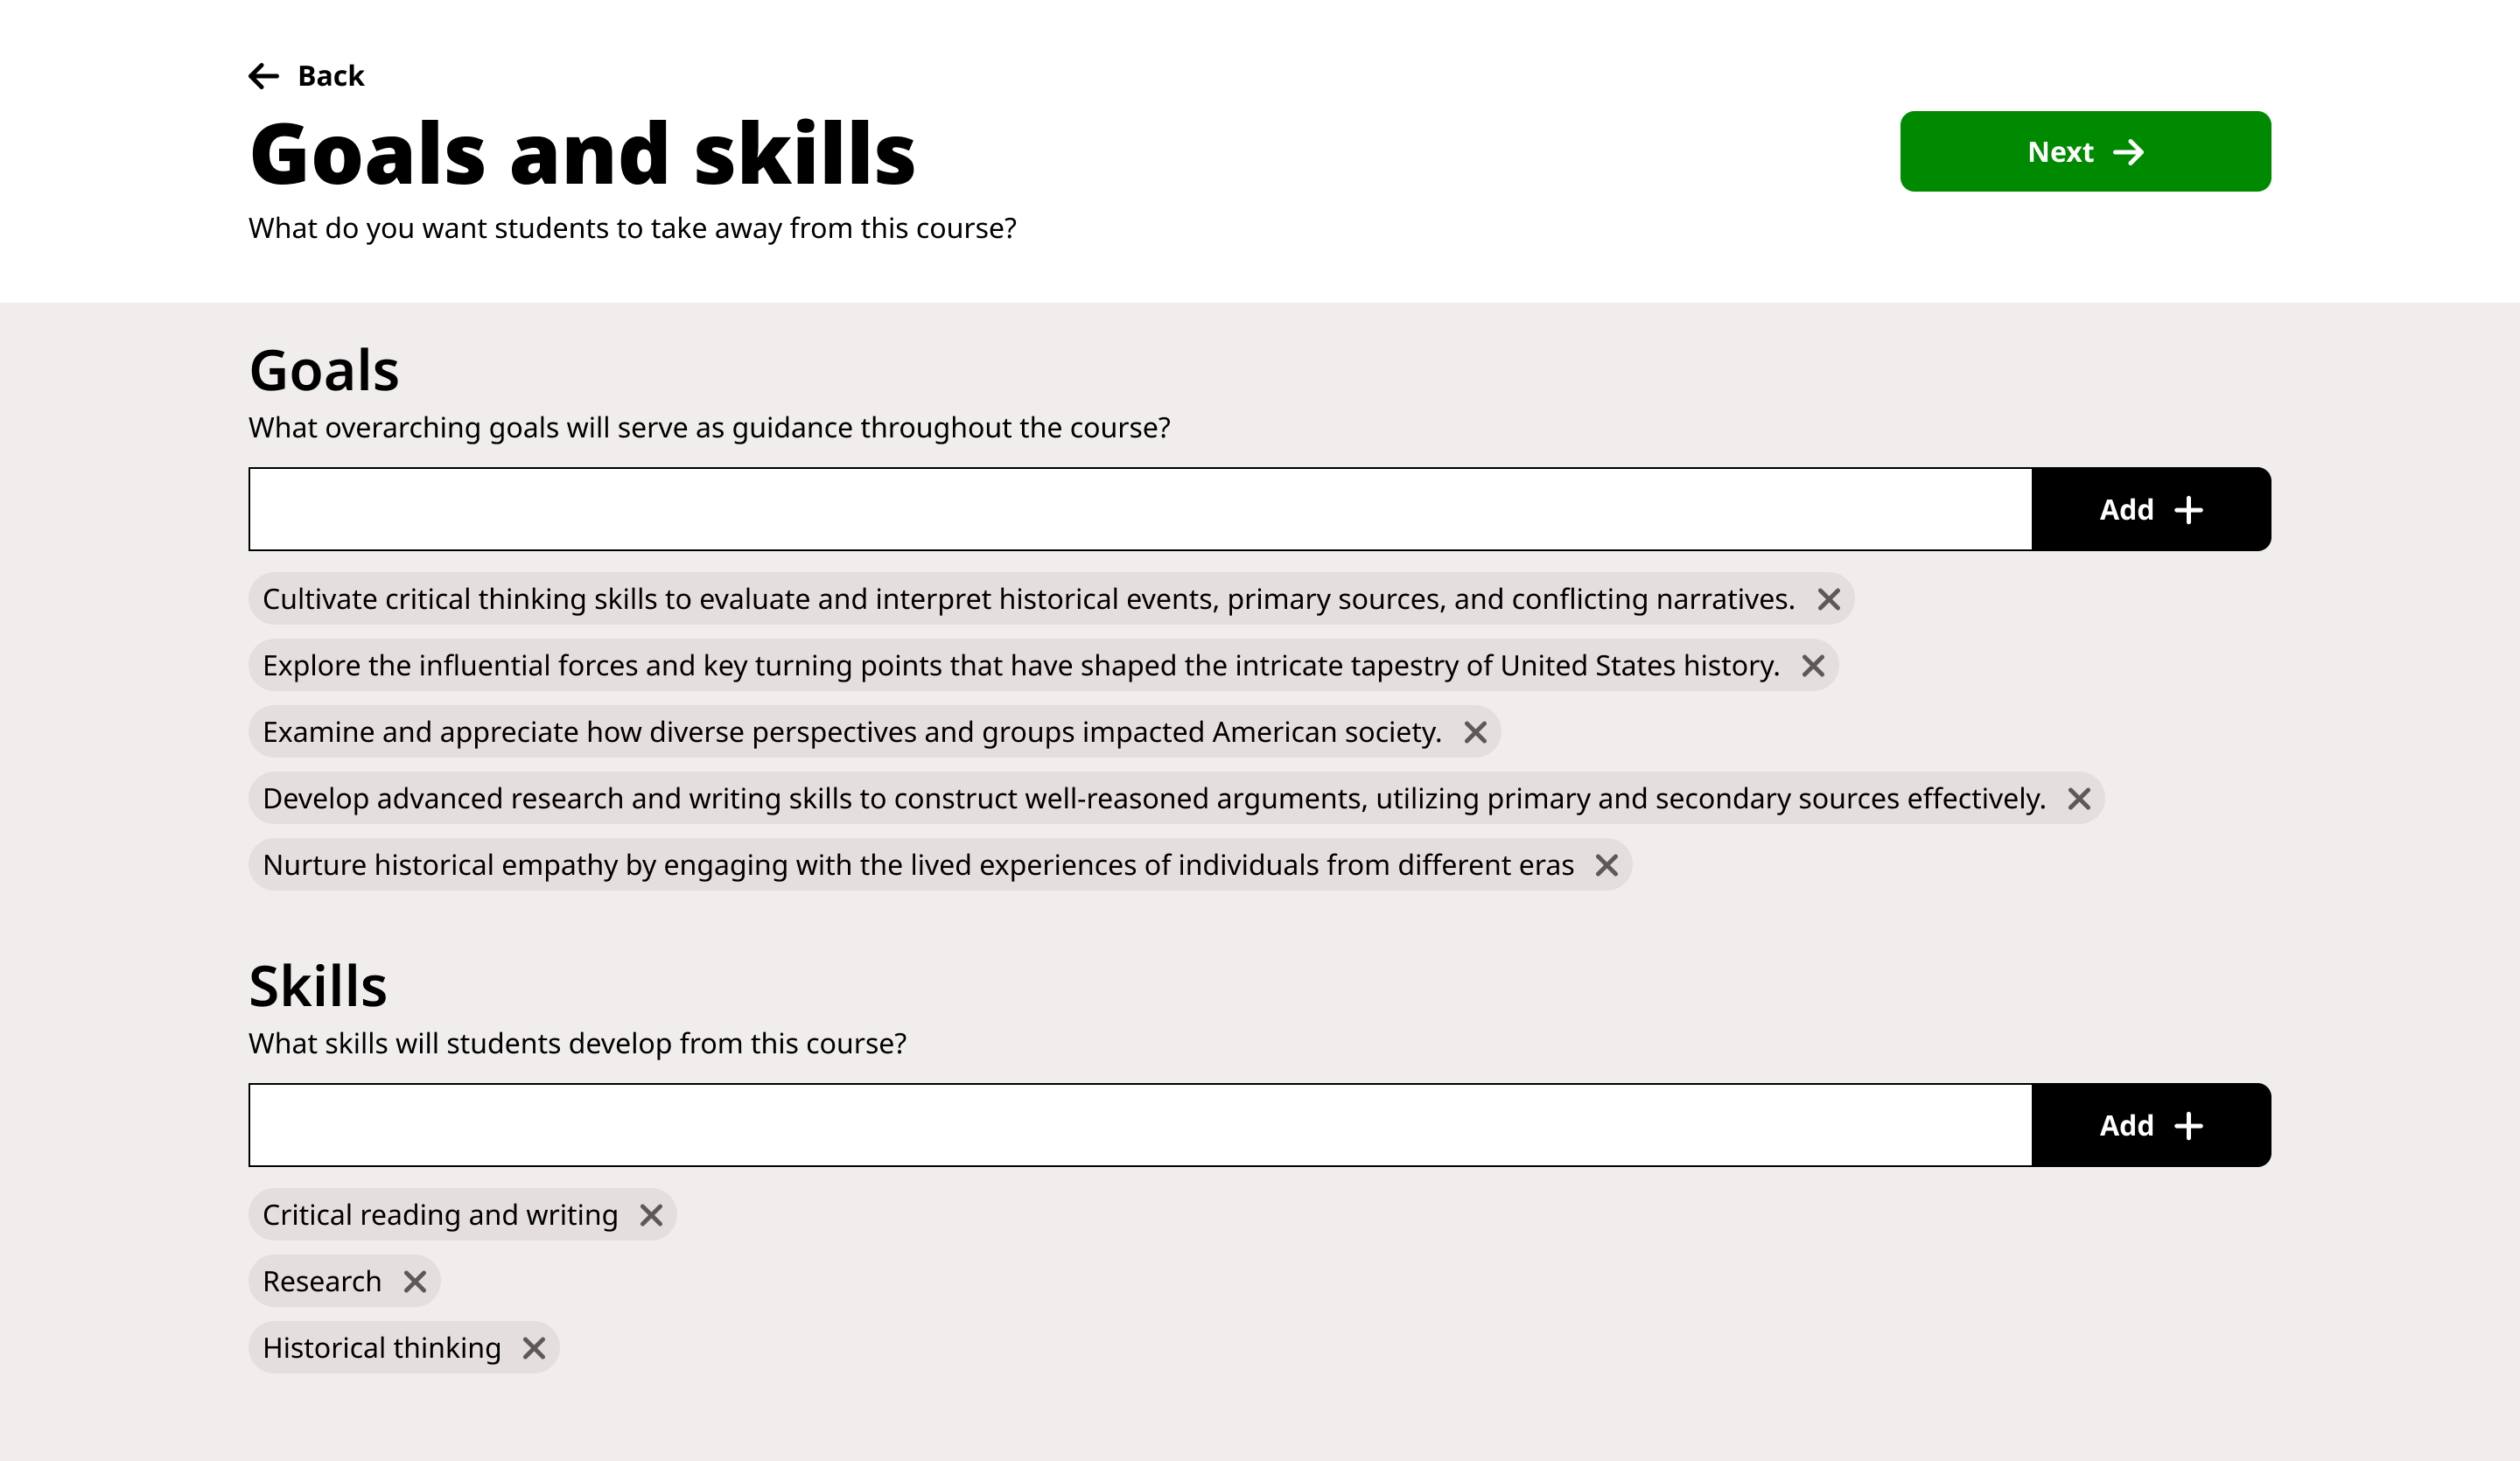 Back
Goals and skills
Next
What do you want students to take away from this course?
Goals
What overarching goals will serve as guidance throughout the course?
Add
Cultivate critical thinking skills to evaluate and interpret historical events, primary sources, and conflicting narratives.
Explore the influential forces and key turning points that have shaped the intricate tapestry of United States history.
Examine and appreciate how diverse perspectives and groups impacted American society.
Develop advanced research and writing skills to construct well-reasoned arguments, utilizing primary and secondary sources effectively.
Nurture historical empathy by engaging with the lived experiences of individuals from different eras
Skills
What skills will students develop from this course?
Add
Critical reading and writing
Research
Historical thinking